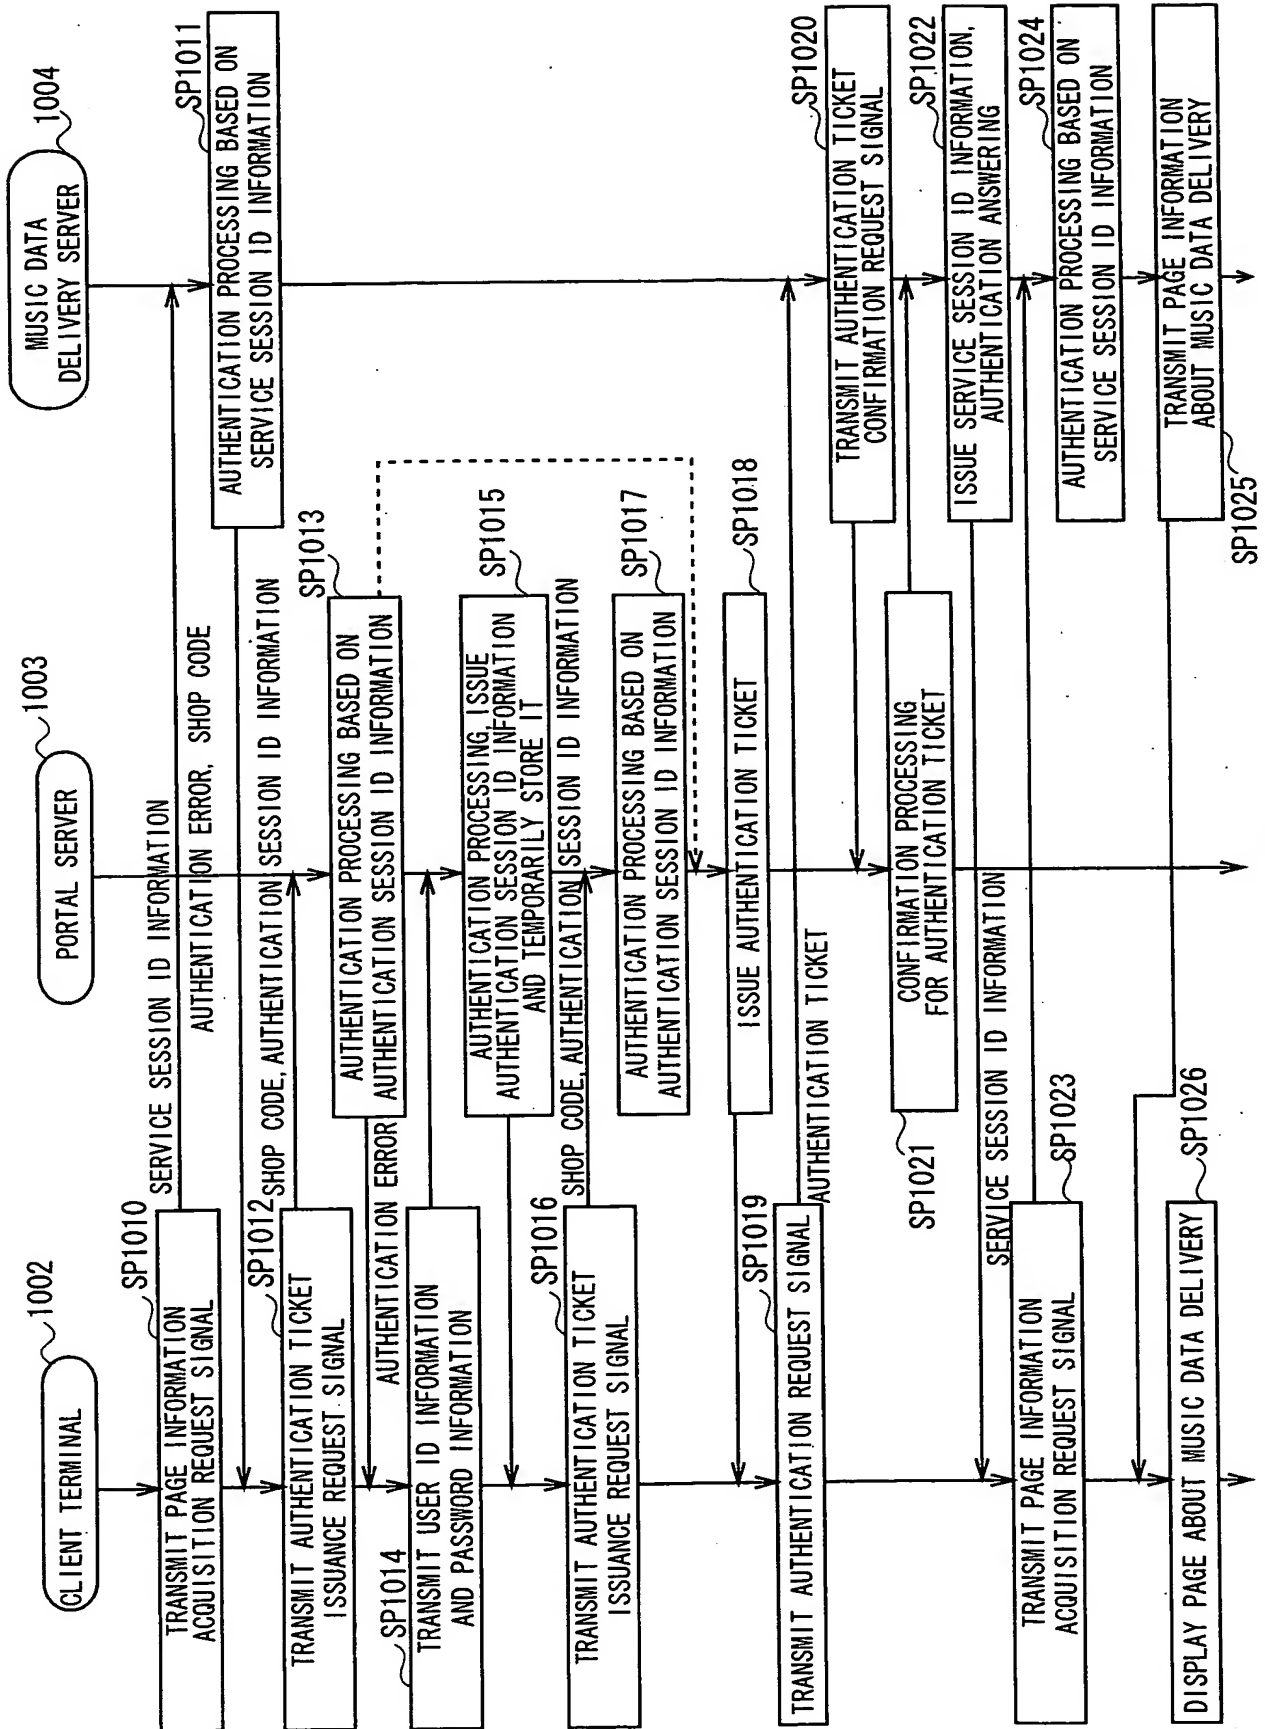 CLIENT TERMINAL
1002
PORTAL SERVER
1003
MUSIC DATA
DELIVERY SERVER
1004
SP1010
TRANSMIT PAGE INFORMATION
ACQUISITION REQUEST SIGNAL
SERVICE SESSION ID INFORMATION
SP1011
AUTHENTICATION PROCESSING BASED ON
SERVICE SESSION ID INFORMATION
AUTHENTICATION ERROR, SHOP CODE
SP1012
TRANSMIT AUTHENTICATION TICKET
ISSUANCE REQUEST SIGNAL
SHOP CODE, AUTHENTICATION SESSION ID INFORMATION
SP1013
AUTHENTICATION PROCESSING BASED ON
AUTHENTICATION SESSION ID INFORMATION
AUTHENTICATION ERROR
SP1014
TRANSMIT USER ID INFORMATION
AND PASSWORD INFORMATION
SP1015
AUTHENTICATION PROCESSING, ISSUE
AUTHENTICATION SESSION ID INFORMATION
AND TEMPORARILY STORE IT
SP1016
TRANSMIT AUTHENTICATION TICKET
ISSUANCE REQUEST SIGNAL
SHOP CODE, AUTHENTICATION SESSION ID INFORMATION
SP1017
AUTHENTICATION PROCESSING BASED ON
AUTHENTICATION SESSION ID INFORMATION
SP1018
ISSUE AUTHENTICATION TICKET
SP1019
TRANSMIT AUTHENTICATION REQUEST SIGNAL
AUTHENTICATION TICKET
SP1020
TRANSMIT AUTHENTICATION TICKET
CONFIRMATION REQUEST SIGNAL
SP1021
CONFIRMATION PROCESSING
FOR AUTHENTICATION TICKET
SP1022
ISSUE SERVICE SESSION ID INFORMATION,
AUTHENTICATION ANSWERING
SERVICE SESSION ID INFORMATION
SP1023
TRANSMIT PAGE INFORMATION
ACQUISITION REQUEST SIGNAL
SP1024
AUTHENTICATION PROCESSING BASED ON
SERVICE SESSION ID INFORMATION
TRANSMIT PAGE INFORMATION
ABOUT MUSIC DATA DELIVERY
SP1025
SP1026
DISPLAY PAGE ABOUT MUSIC DATA DELIVERY